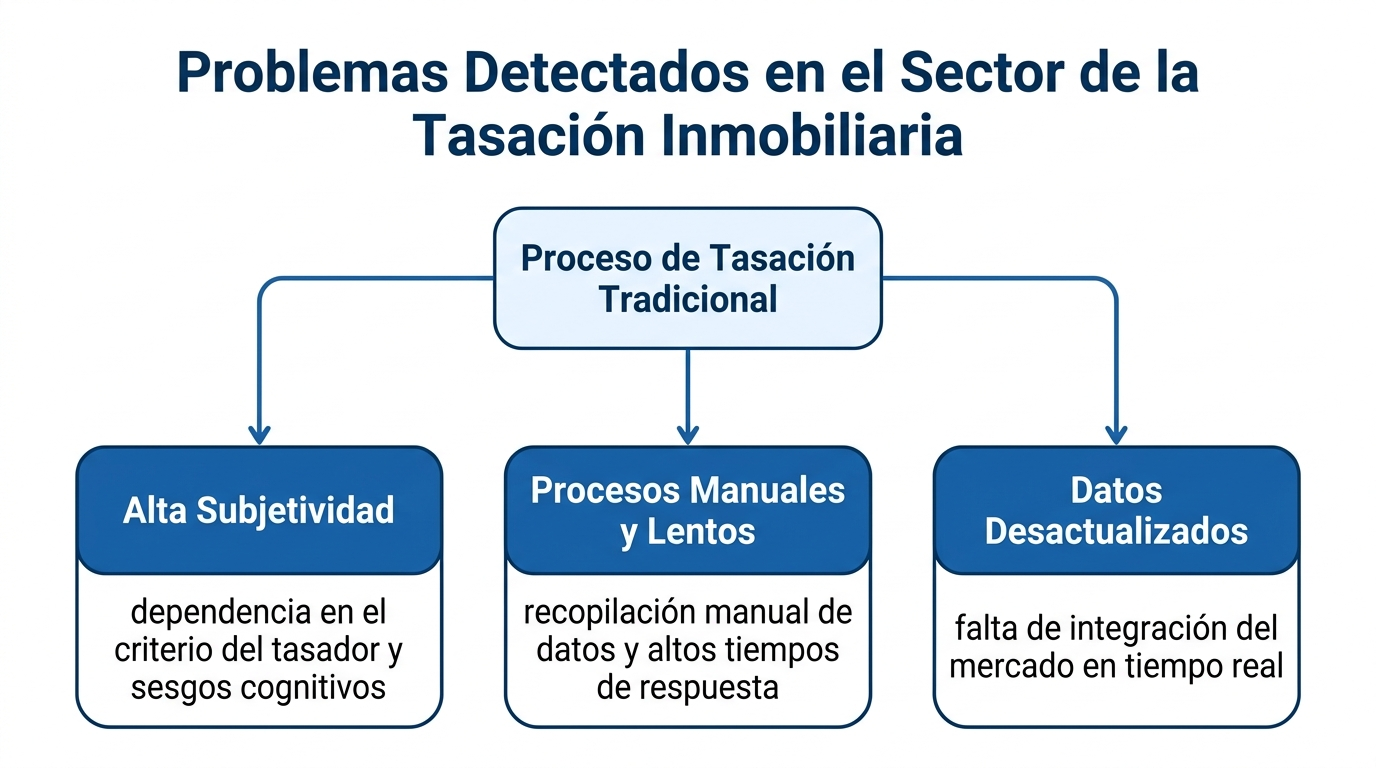 Problemas Detectados en el Sector de la
Tasación Inmobiliaria
Proceso de Tasación
Tradicional
Alta Subjetividad
dependencia en el
criterio del tasador y
sesgos cognitivos
Procesos Manuales
y Lentos
recopilación manual de
datos y altos tiempos
de respuesta
Datos
Desactualizados
falta de integración del
mercado en tiempo real